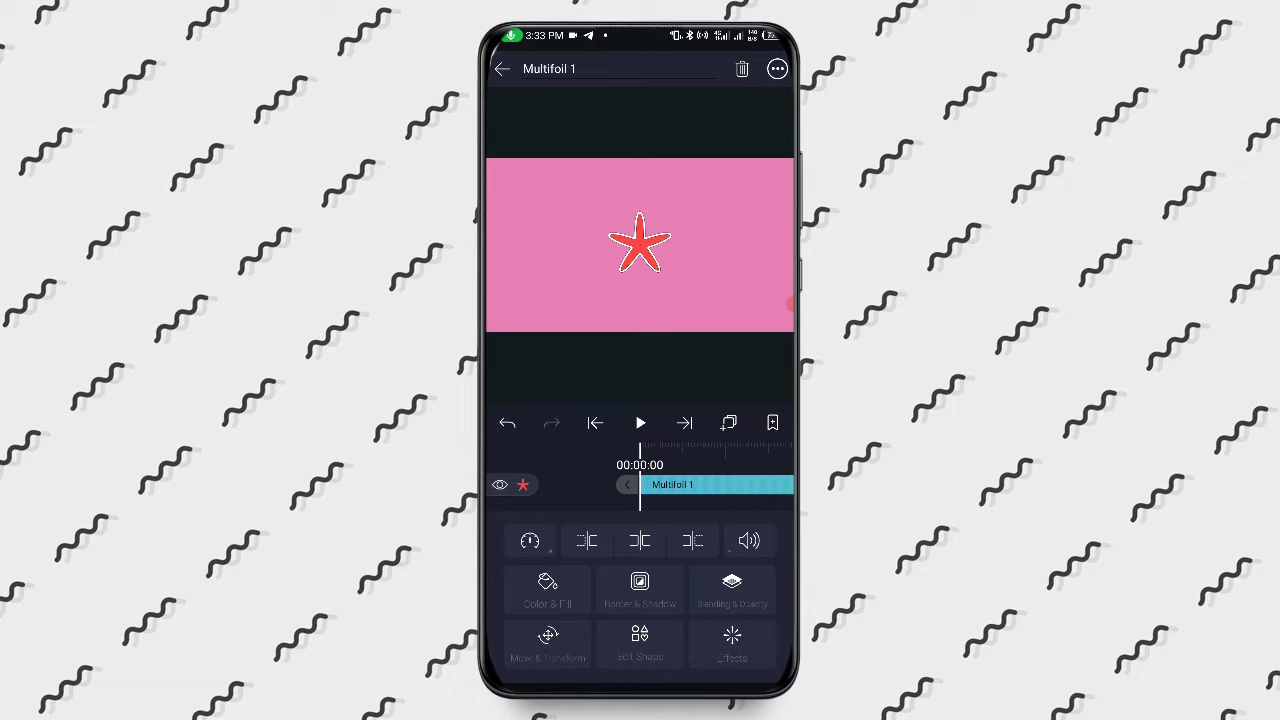 3:33 PM
Multifoil 1
00:00:00
Multifoil 1
Color & Fill
Border & Shadow
Blending & Opacity
Move & Transform
Edit Shape
Effects